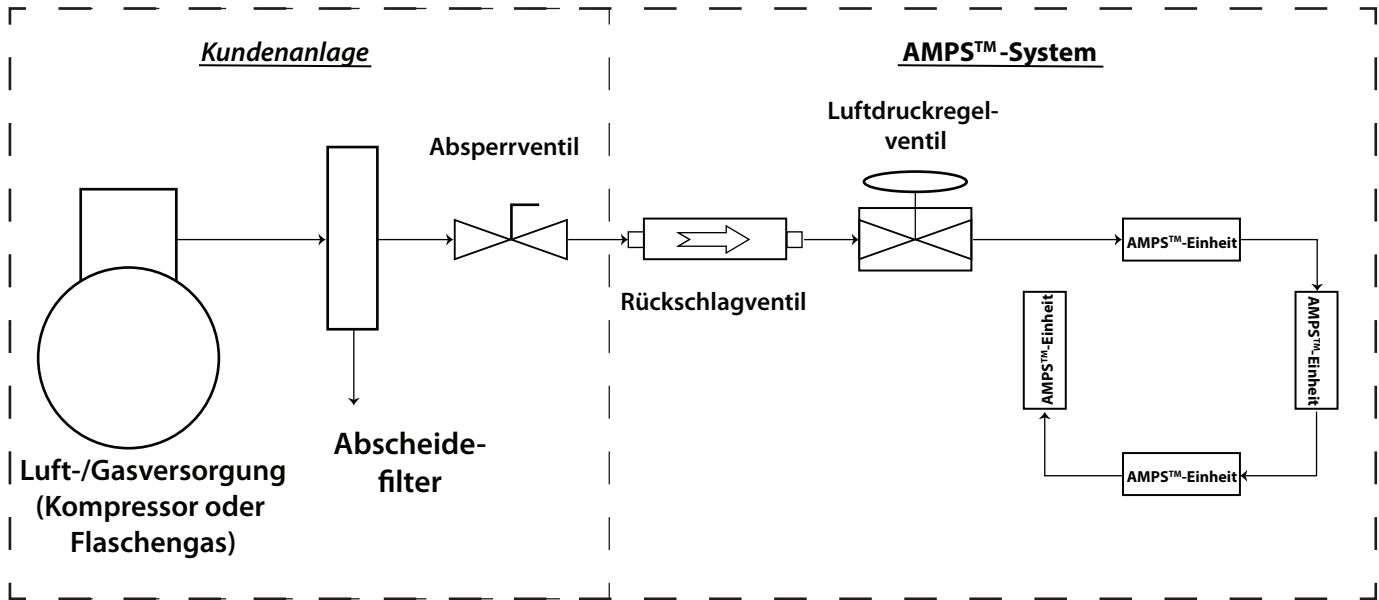 Kundenanlage
AMPS™-System
Luftdruckregel-
ventil
Absperrventil
AMPS™-Einheit
Rückschlagventil
AMPS™-Einheit
AMPS™-Einheit
AMPS™-Einheit
Abscheide-
filter
Luft-/Gasversorgung
(Kompressor oder
Flaschengas)